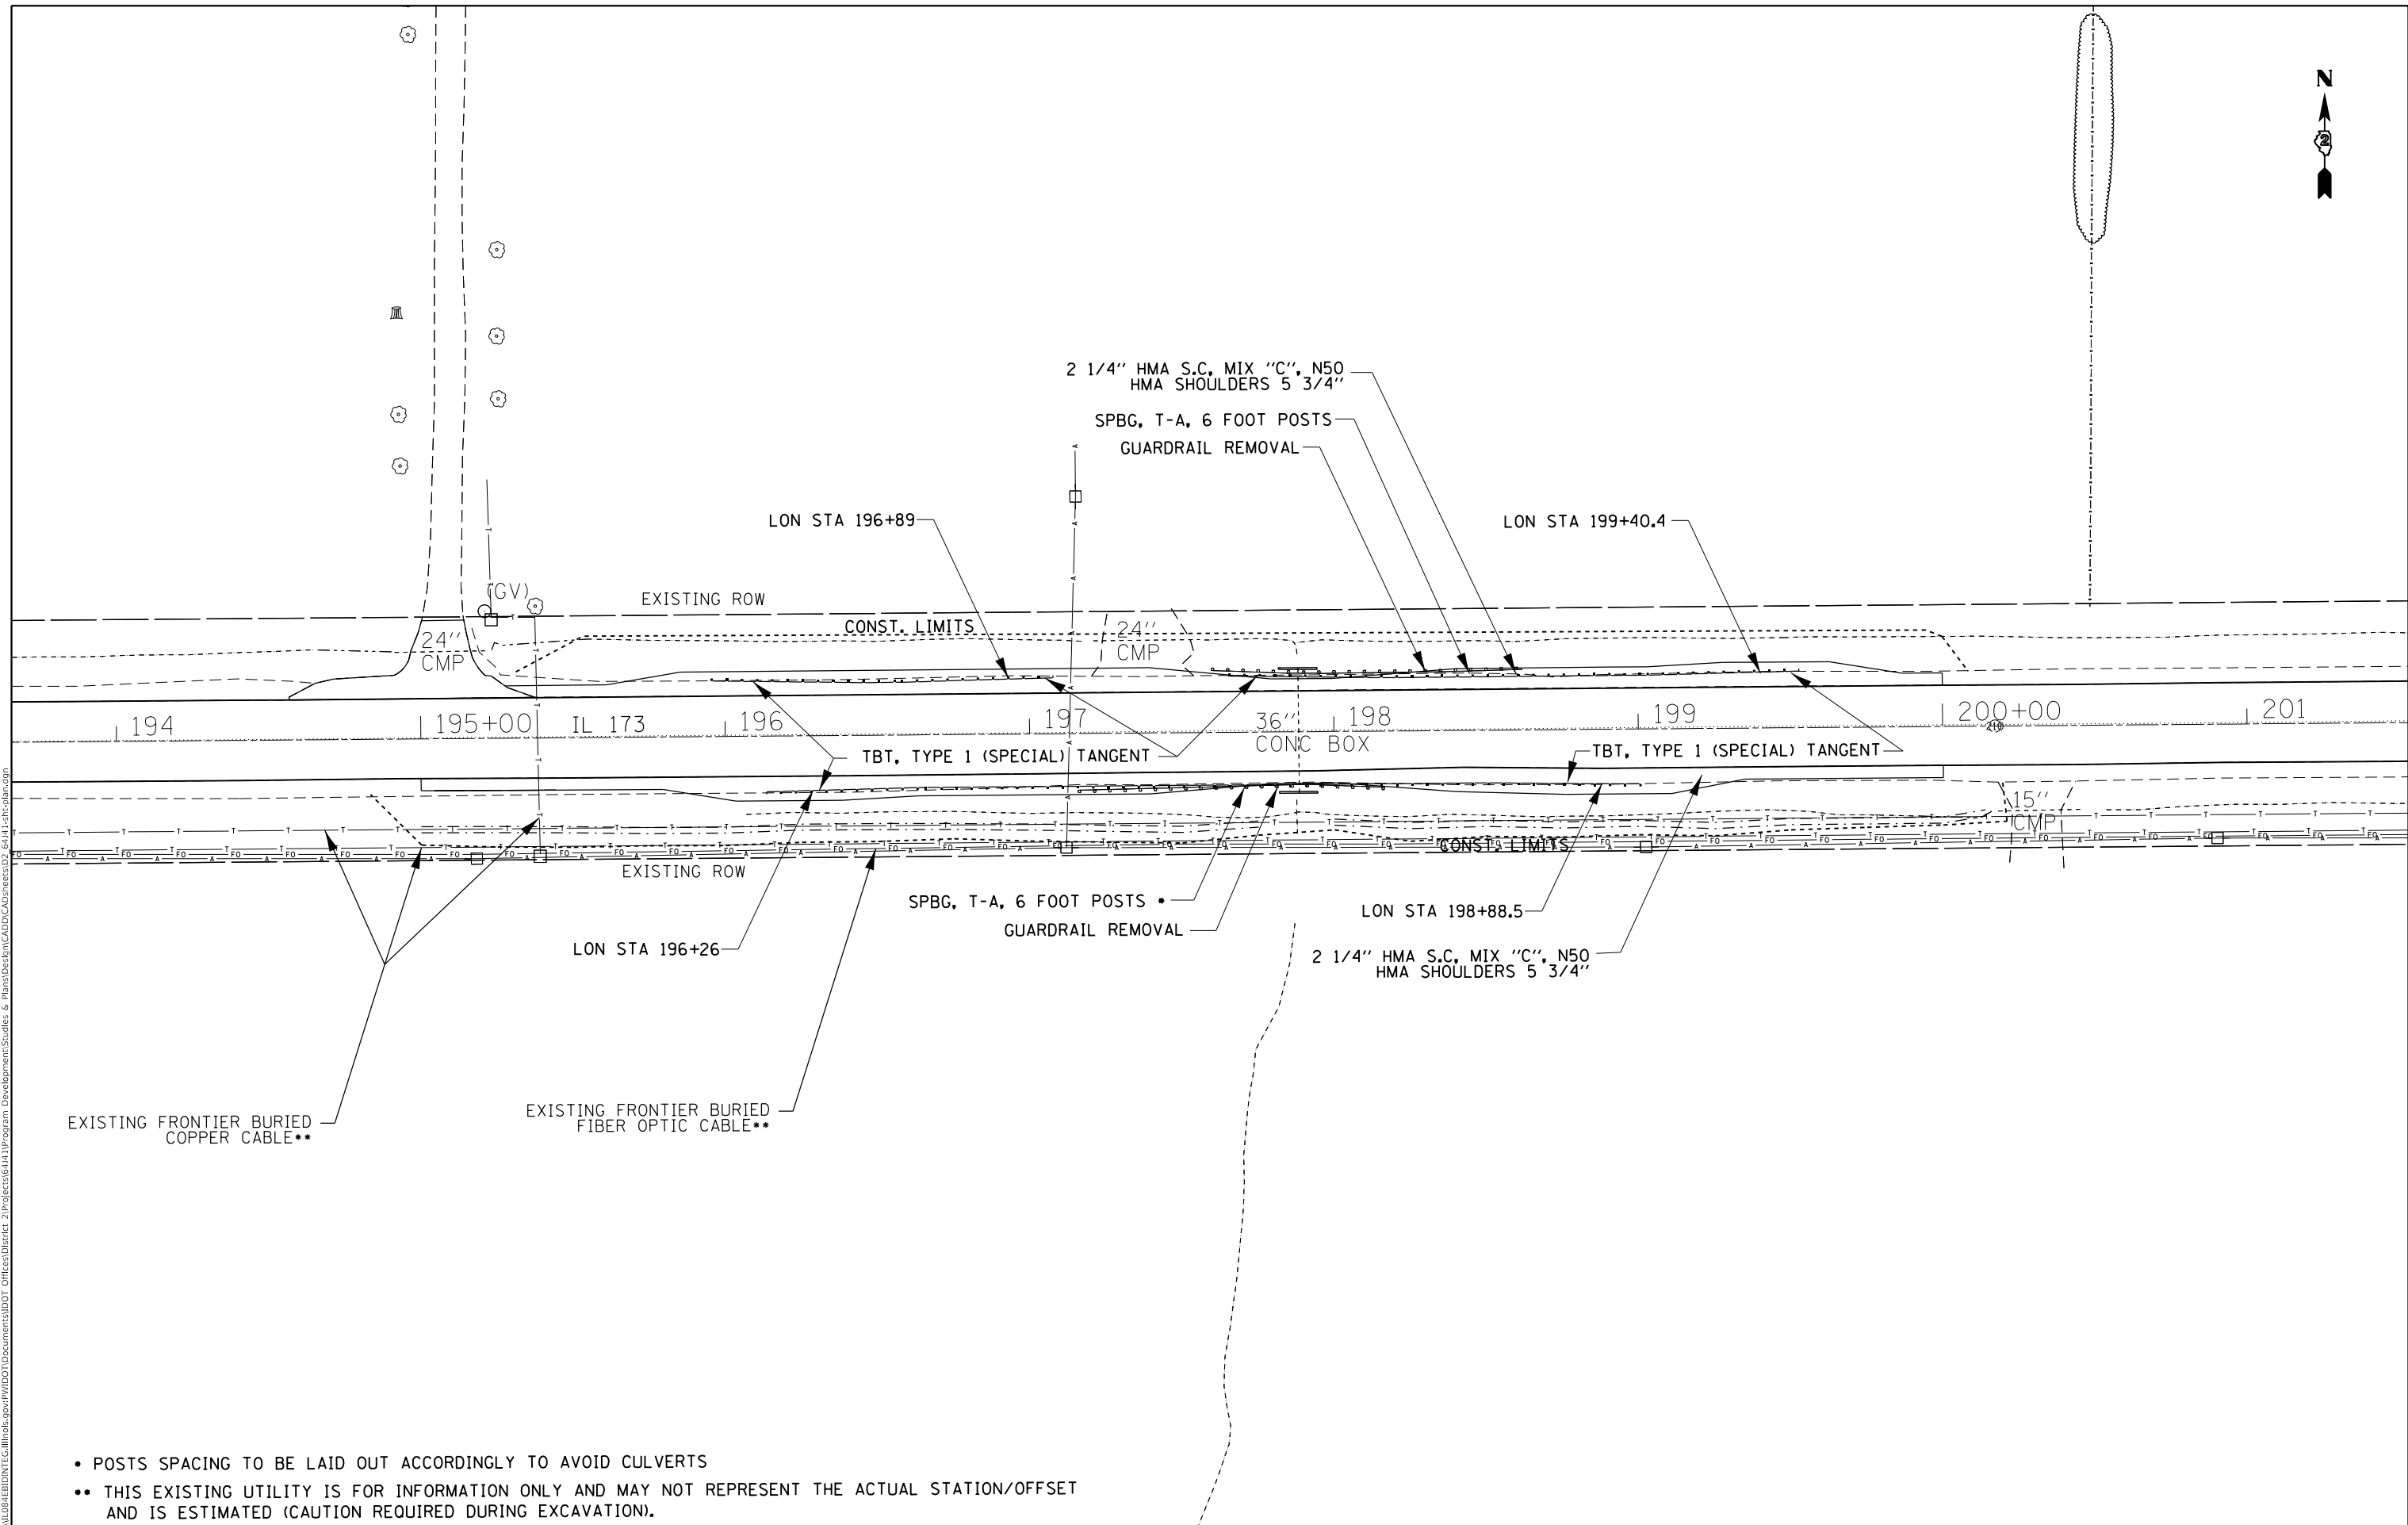 N
2
2 1/4" HMA S.C, MIX "C", N50
HMA SHOULDERS 5 3/4"
SPBG, T-A, 6 FOOT POSTS
GUARDRAIL REMOVAL
LON STA 196+89
LON STA 199+40.4
(GV)
EXISTING ROW
CONST. LIMITS
24"
CMP
24"
CMP
194
195+00
IL 173
196
197
36"
CONC BOX
198
199
200+00
201
TBT, TYPE 1 (SPECIAL) TANGENT
TBT, TYPE 1 (SPECIAL) TANGENT
15"
CMP
CONST. LIMITS
EXISTING ROW
SPBG, T-A, 6 FOOT POSTS *
GUARDRAIL REMOVAL
LON STA 198+88.5
LON STA 196+26
2 1/4" HMA S.C, MIX "C", N50
HMA SHOULDERS 5 3/4"
EXISTING FRONTIER BURIED
COPPER CABLE**
EXISTING FRONTIER BURIED
FIBER OPTIC CABLE**
* POSTS SPACING TO BE LAID OUT ACCORDINGLY TO AVOID CULVERTS
** THIS EXISTING UTILITY IS FOR INFORMATION ONLY AND MAY NOT REPRESENT THE ACTUAL STATION/OFFSET
AND IS ESTIMATED (CAUTION REQUIRED DURING EXCAVATION).